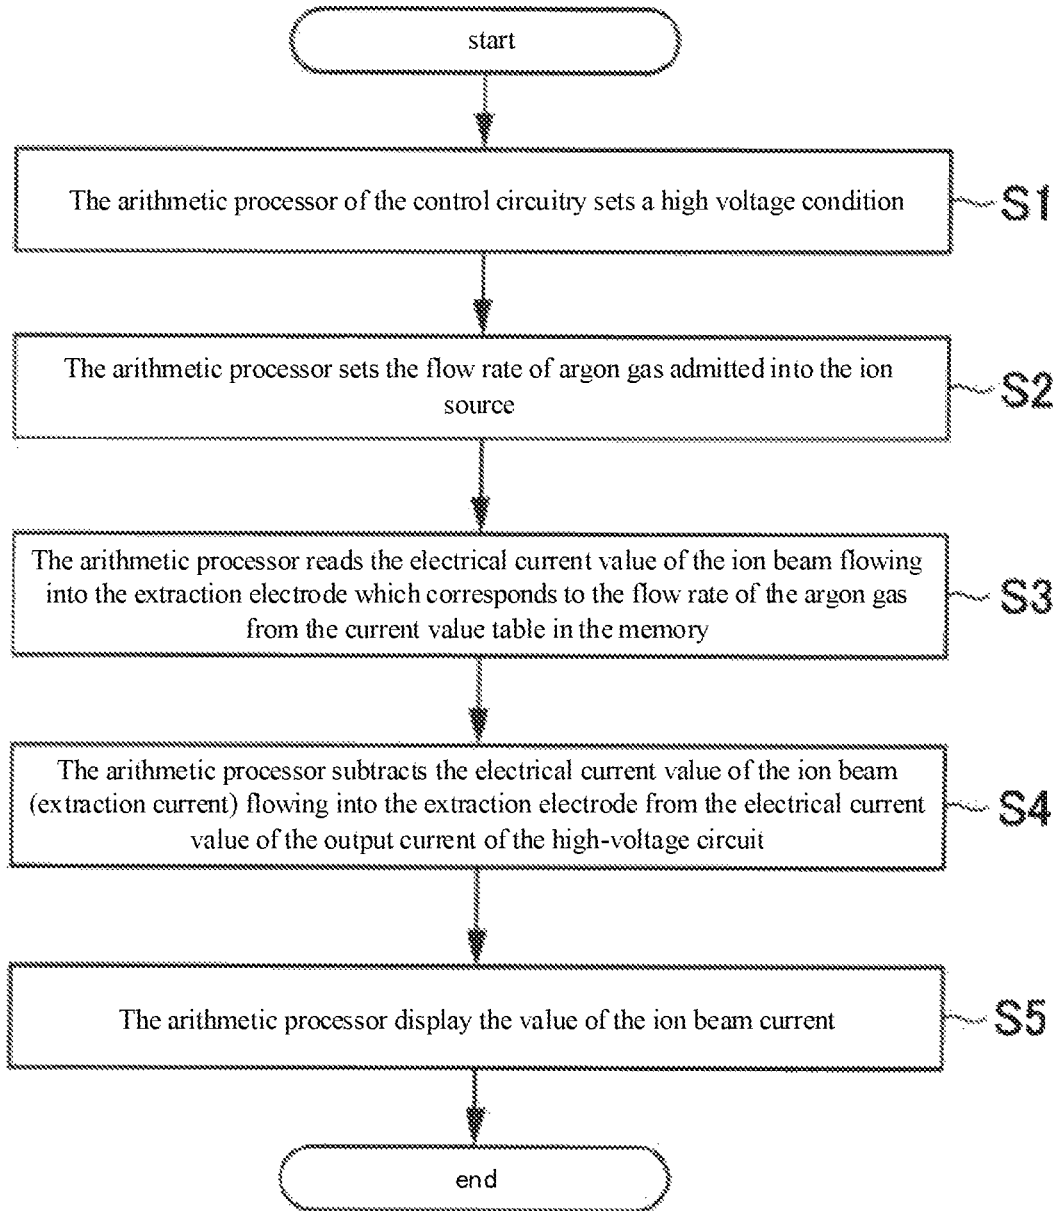 start
The arithmetic processor of the control circuitry sets a high voltage condition
S1
The arithmetic processor sets the flow rate of argon gas admitted into the ion
source
S2
The arithmetic processor reads the electrical current value of the ion beam flowing
into the extraction electrode which corresponds to the flow rate of the argon gas
from the current value table in the memory
S3
The arithmetic processor subtracts the electrical current value of the ion beam
(extraction current) flowing into the extraction electrode from the electrical current
value of the output current of the high-voltage circuit
S4
The arithmetic processor display the value of the ion beam current
S5
end